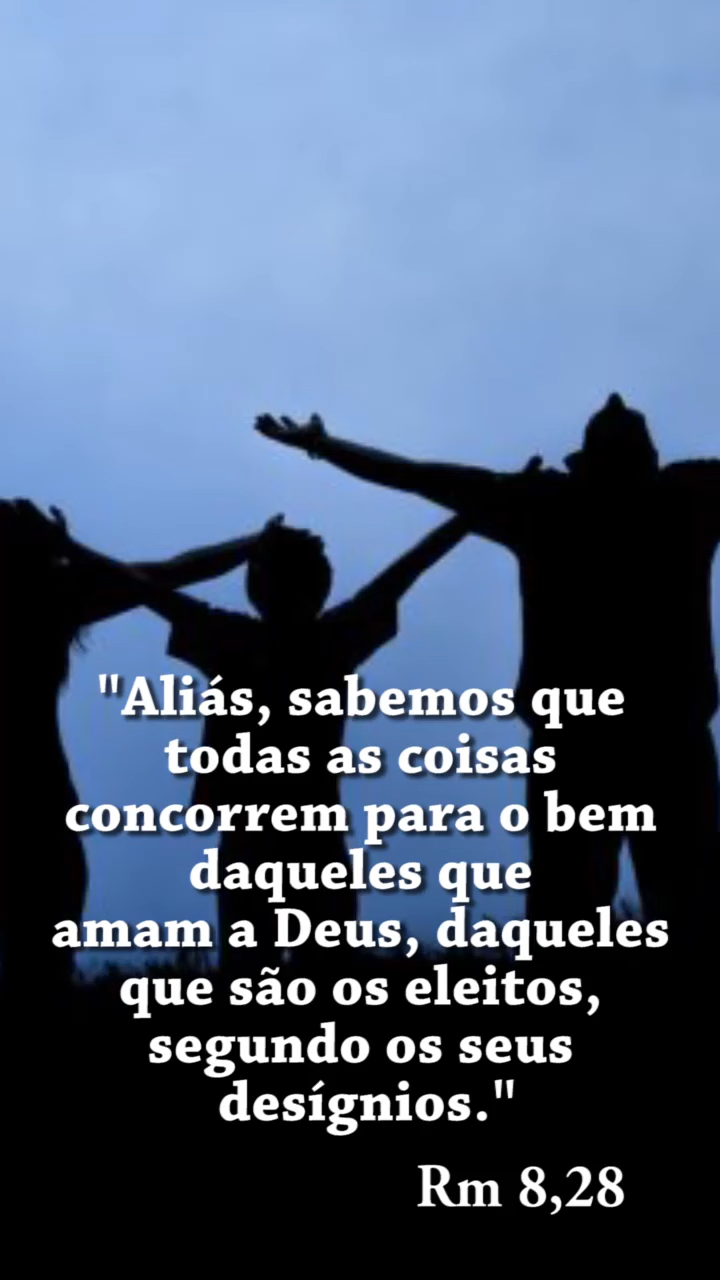 "Aliás, sabemos que
todas as coisas
concorrem para o bem
daqueles que
amam a Deus, daqueles
que são os eleitos,
segundo os seus
desígnios."
Rm 8,28